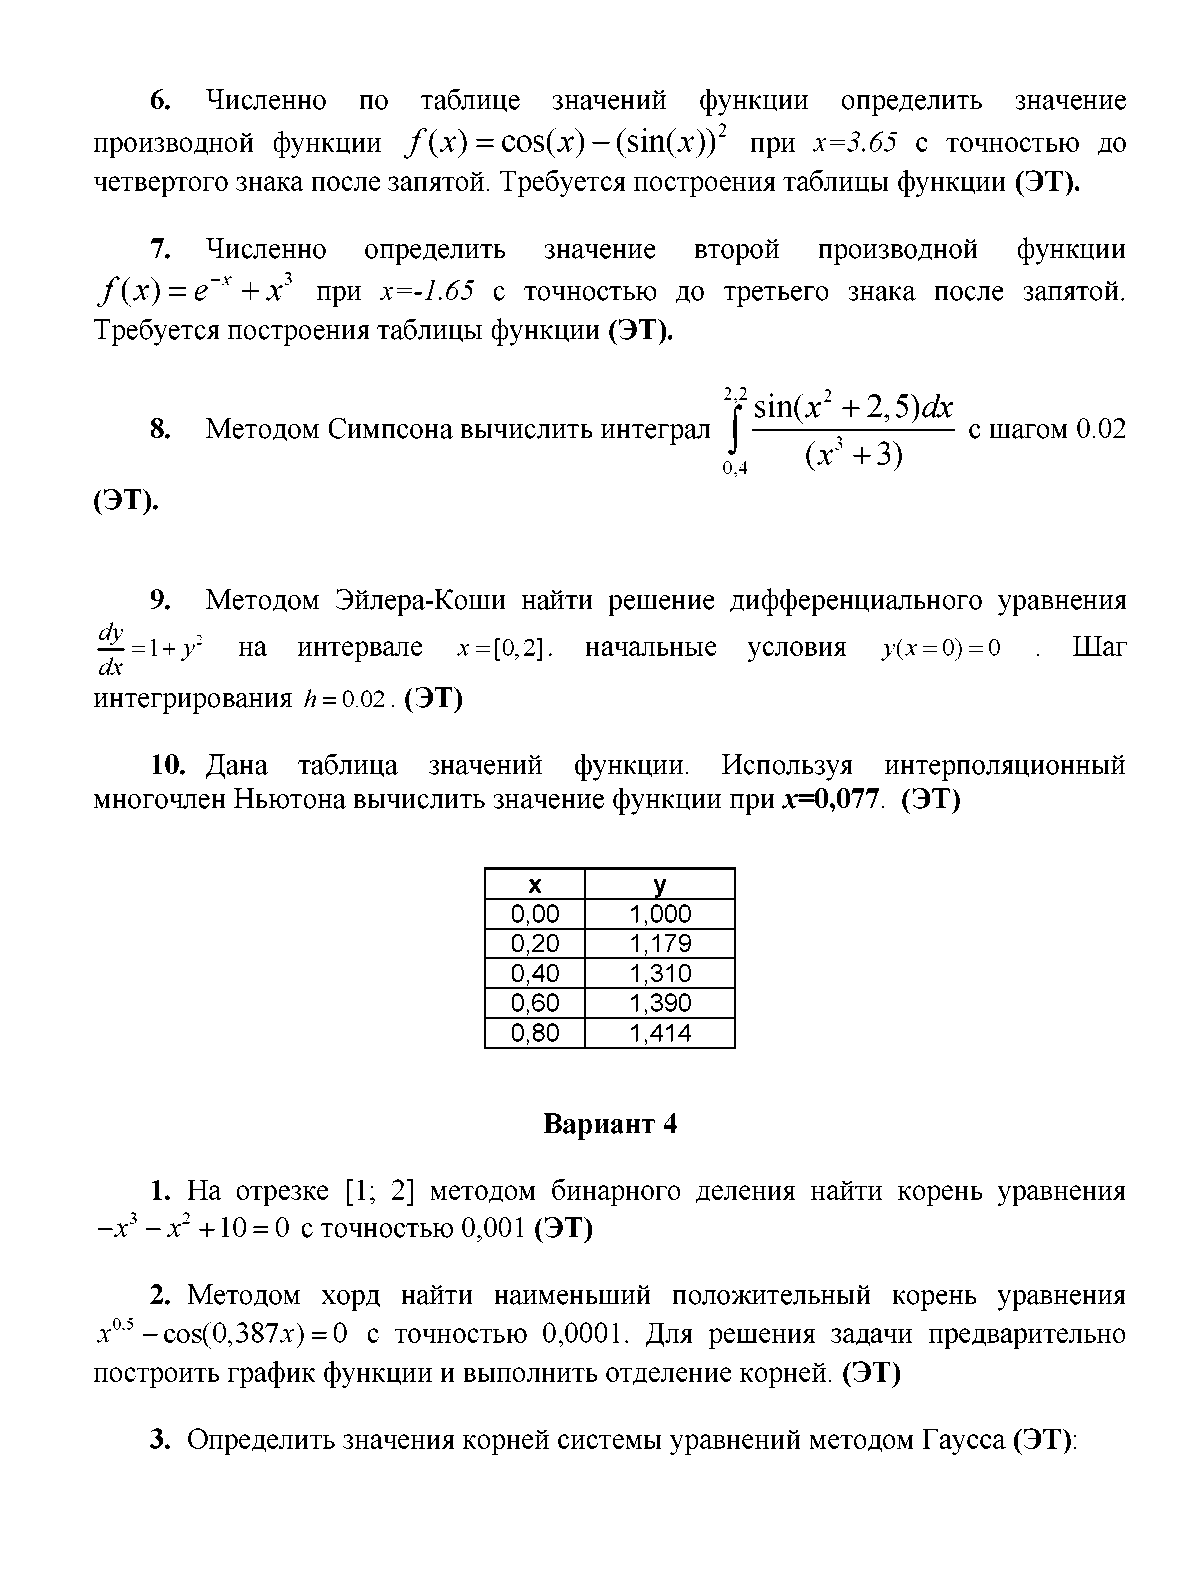 6. Численно по таблице значений функции определить значение
производной функции f(x) = cos(x) − (sin(x))² при x=3.65 с точностью до
четвертого знака после запятой. Требуется построения таблицы функции (ЭТ).
7. Численно определить значение второй производной функции
f(x) = e⁻ˣ + x³ при x=-1.65 с точностью до третьего знака после запятой.
Требуется построения таблицы функции (ЭТ).
8. Методом Симпсона вычислить интеграл ∫_{0,4}^{2,2} sin(x² + 2,5)dx / (x³ + 3) с шагом 0.02
(ЭТ).
9. Методом Эйлера-Коши найти решение дифференциального уравнения
dy/dx = 1 + y² на интервале x = [0, 2]. начальные условия y(x = 0) = 0 . Шаг
интегрирования h = 0.02 . (ЭТ)
10. Дана таблица значений функции. Используя интерполяционный
многочлен Ньютона вычислить значение функции при x=0,077. (ЭТ)
x y
0,00 1,000
0,20 1,179
0,40 1,310
0,60 1,390
0,80 1,414
Вариант 4
1. На отрезке [1; 2] методом бинарного деления найти корень уравнения
−x³ − x² + 10 = 0 с точностью 0,001 (ЭТ)
2. Методом хорд найти наименьший положительный корень уравнения
x^{0.5} − cos(0,387x) = 0 с точностью 0,0001. Для решения задачи предварительно
построить график функции и выполнить отделение корней. (ЭТ)
3. Определить значения корней системы уравнений методом Гаусса (ЭТ):